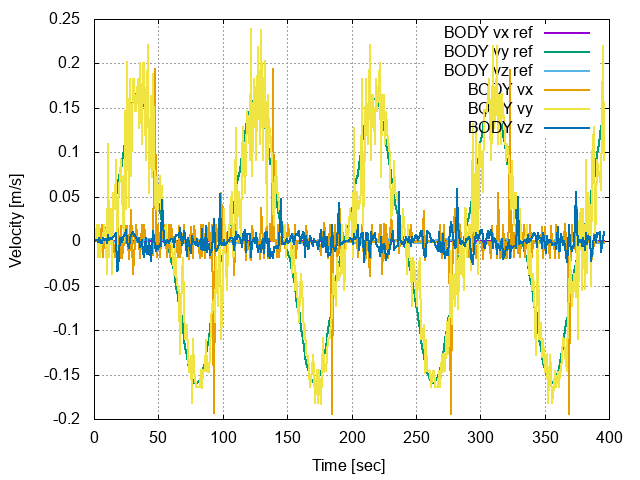 0.25
0.2
0.15
0.1
0.05
0
-0.05
-0.1
-0.15
-0.2
Velocity [m/s]
BODY vx ref
BODY vy ref
BODY vz ref
BODY vx
BODY vy
BODY vz
0 50 100 150 200 250 300 350 400
Time [sec]